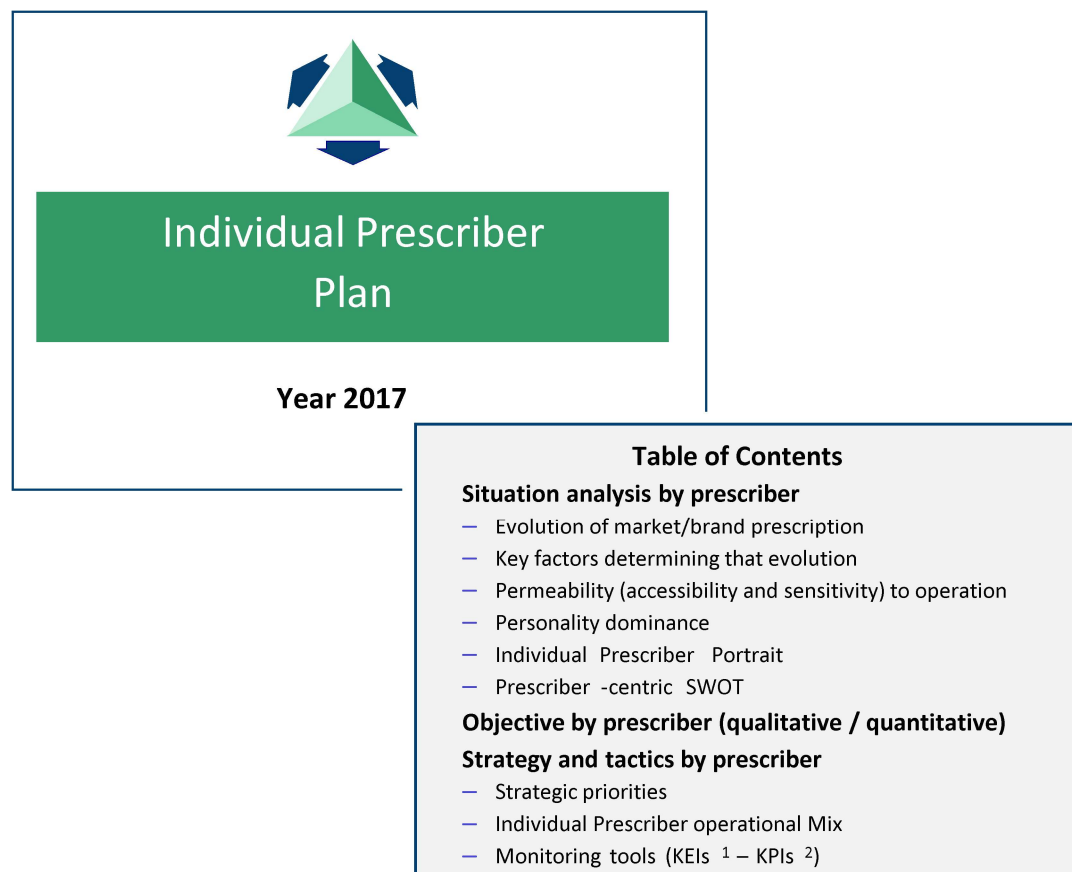 Individual Prescriber
Plan
Year 2017
Table of Contents
Situation analysis by prescriber
— Evolution of market/brand prescription
— Key factors determining that evolution
— Permeability (accessibility and sensitivity) to operation
— Personality dominance
— Individual Prescriber Portrait
— Prescriber -centric SWOT
Objective by prescriber (qualitative / quantitative)
Strategy and tactics by prescriber
— Strategic priorities
— Individual Prescriber operational Mix
— Monitoring tools (KEIs 1 – KPIs 2)